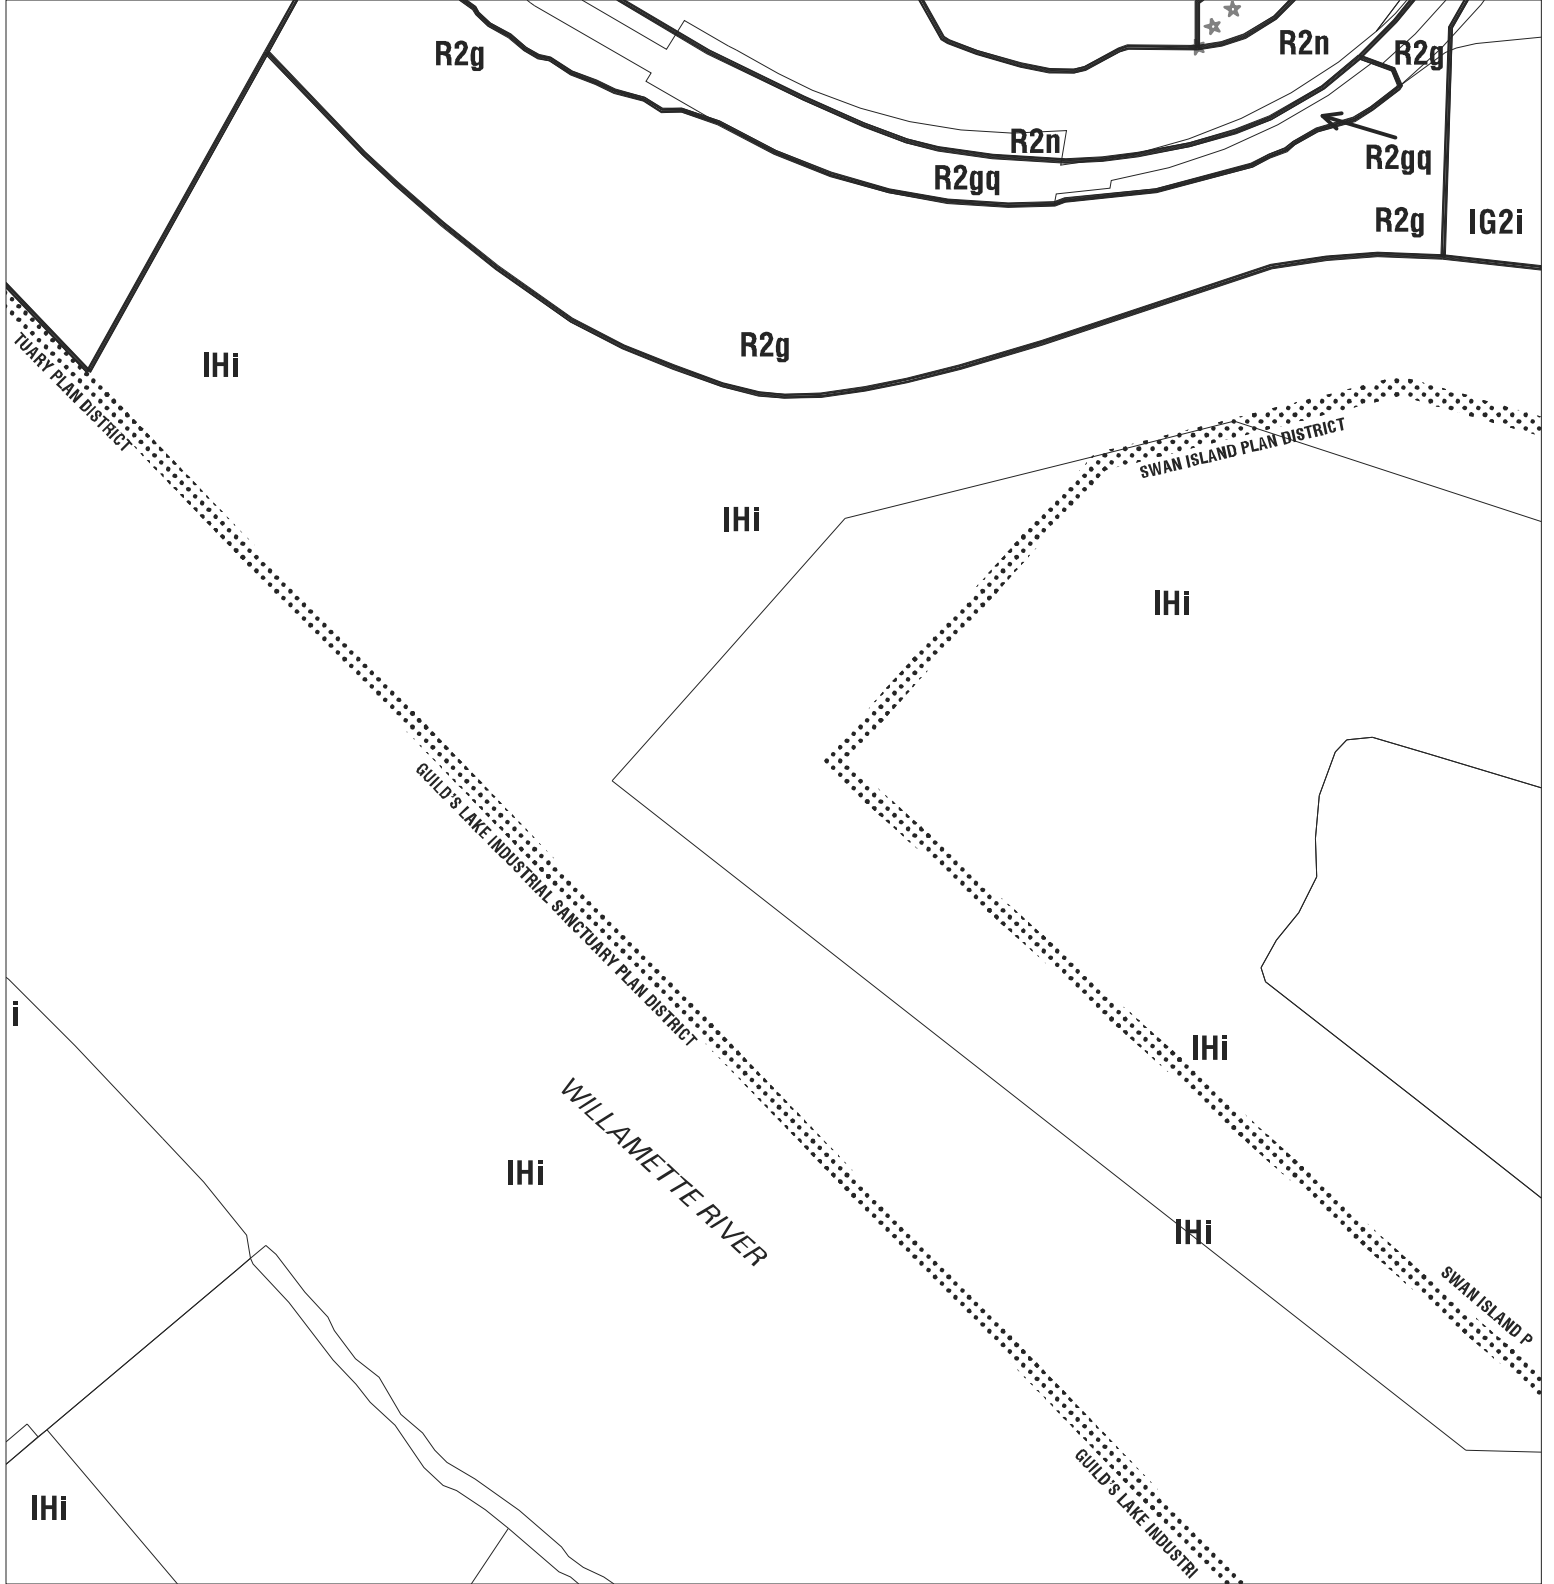 R2g
R2n
R2g
R2n
R2gq
R2gq
R2g
IG2i
R2g
IHi
TUARY PLAN DISTRICT
SWAN ISLAND PLAN DISTRICT
IHi
IHi
GUILD'S LAKE INDUSTRIAL SANCTUARY PLAN DISTRICT
i
IHi
WILLAMETTE RIVER
IHi
IHi
SWAN ISLAND P
GUILD'S LAKE INDUSTRI
IHi